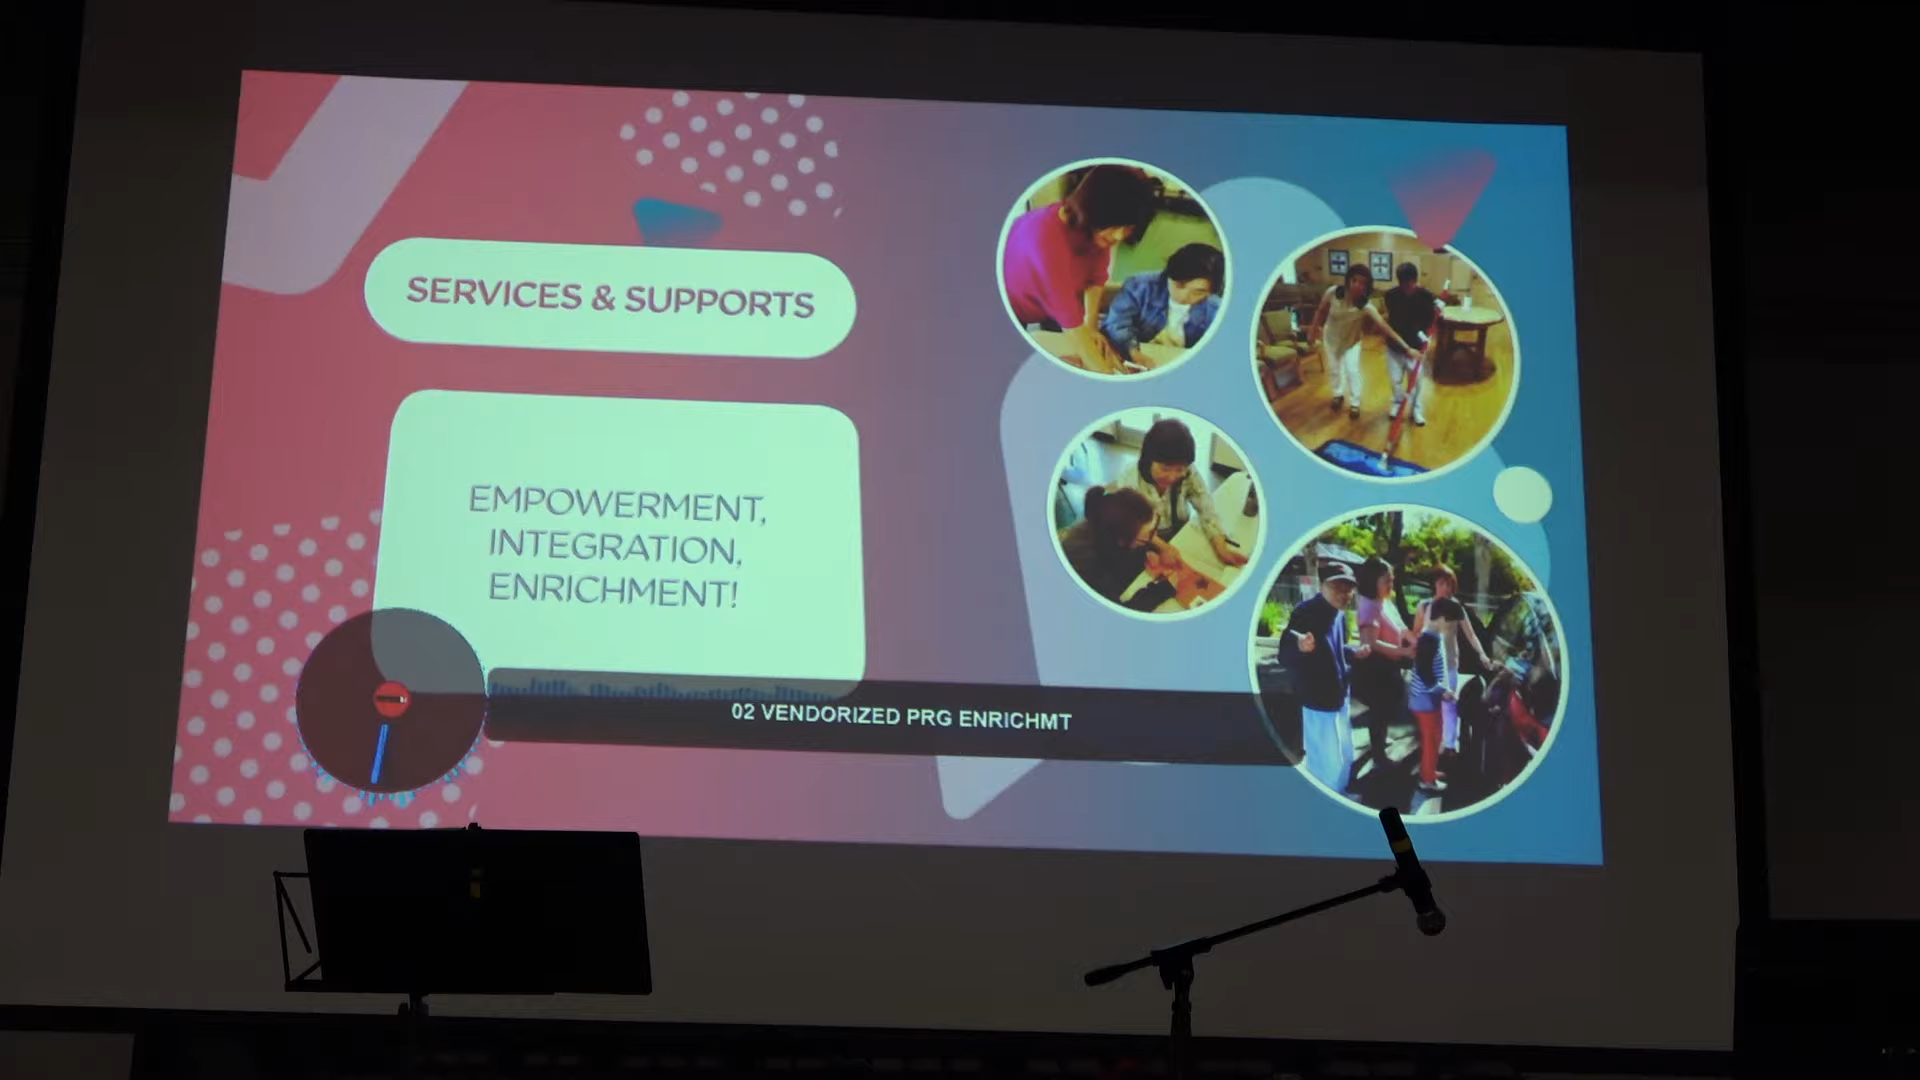 SERVICES & SUPPORTS
EMPOWERMENT,
INTEGRATION,
ENRICHMENT!
02 VENDORIZED PRG ENRICHMT